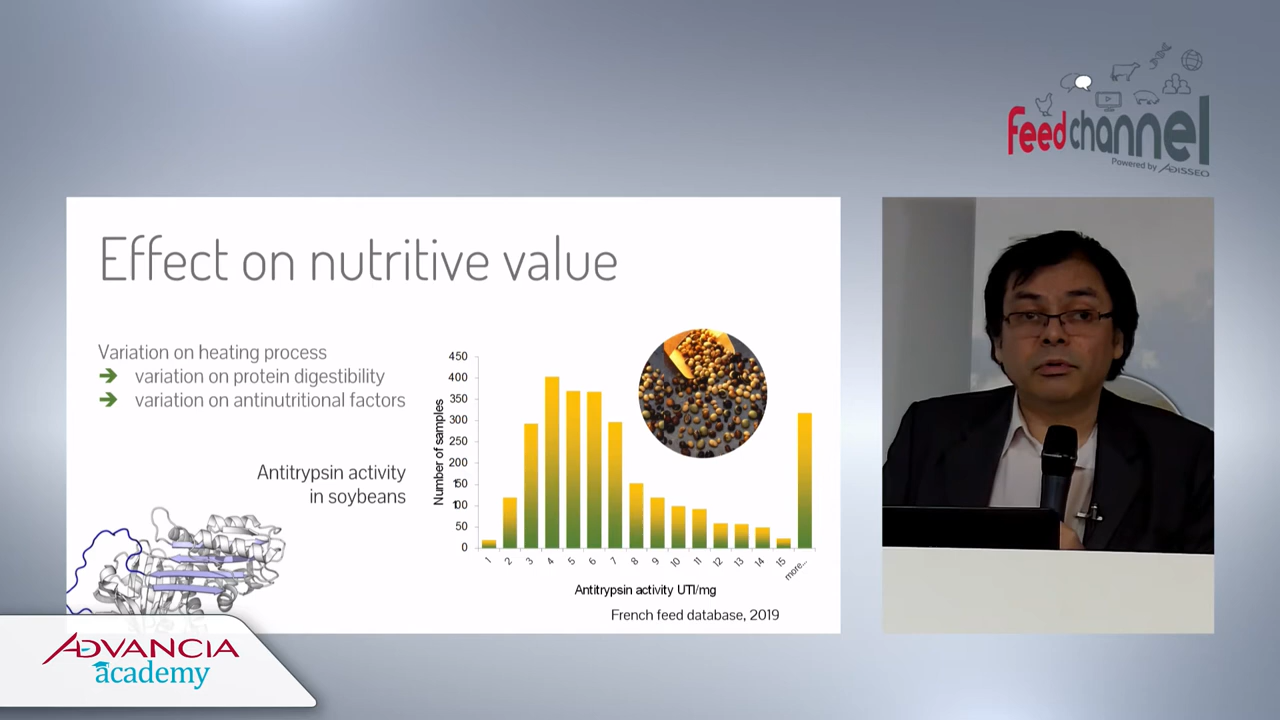 feedchannel
Powered by ADISSEO
Effect on nutritive value
Variation on heating process
variation on protein digestibility
variation on antinutritional factors
Antitrypsin activity
in soybeans
Number of samples
450
400
350
300
250
200
150
100
50
0
1 2 3 4 5 6 7 8 9 10 11 12 13 14 15 more...
Antitrypsin activity UTI/mg
French feed database, 2019
ADVANCIA
academy